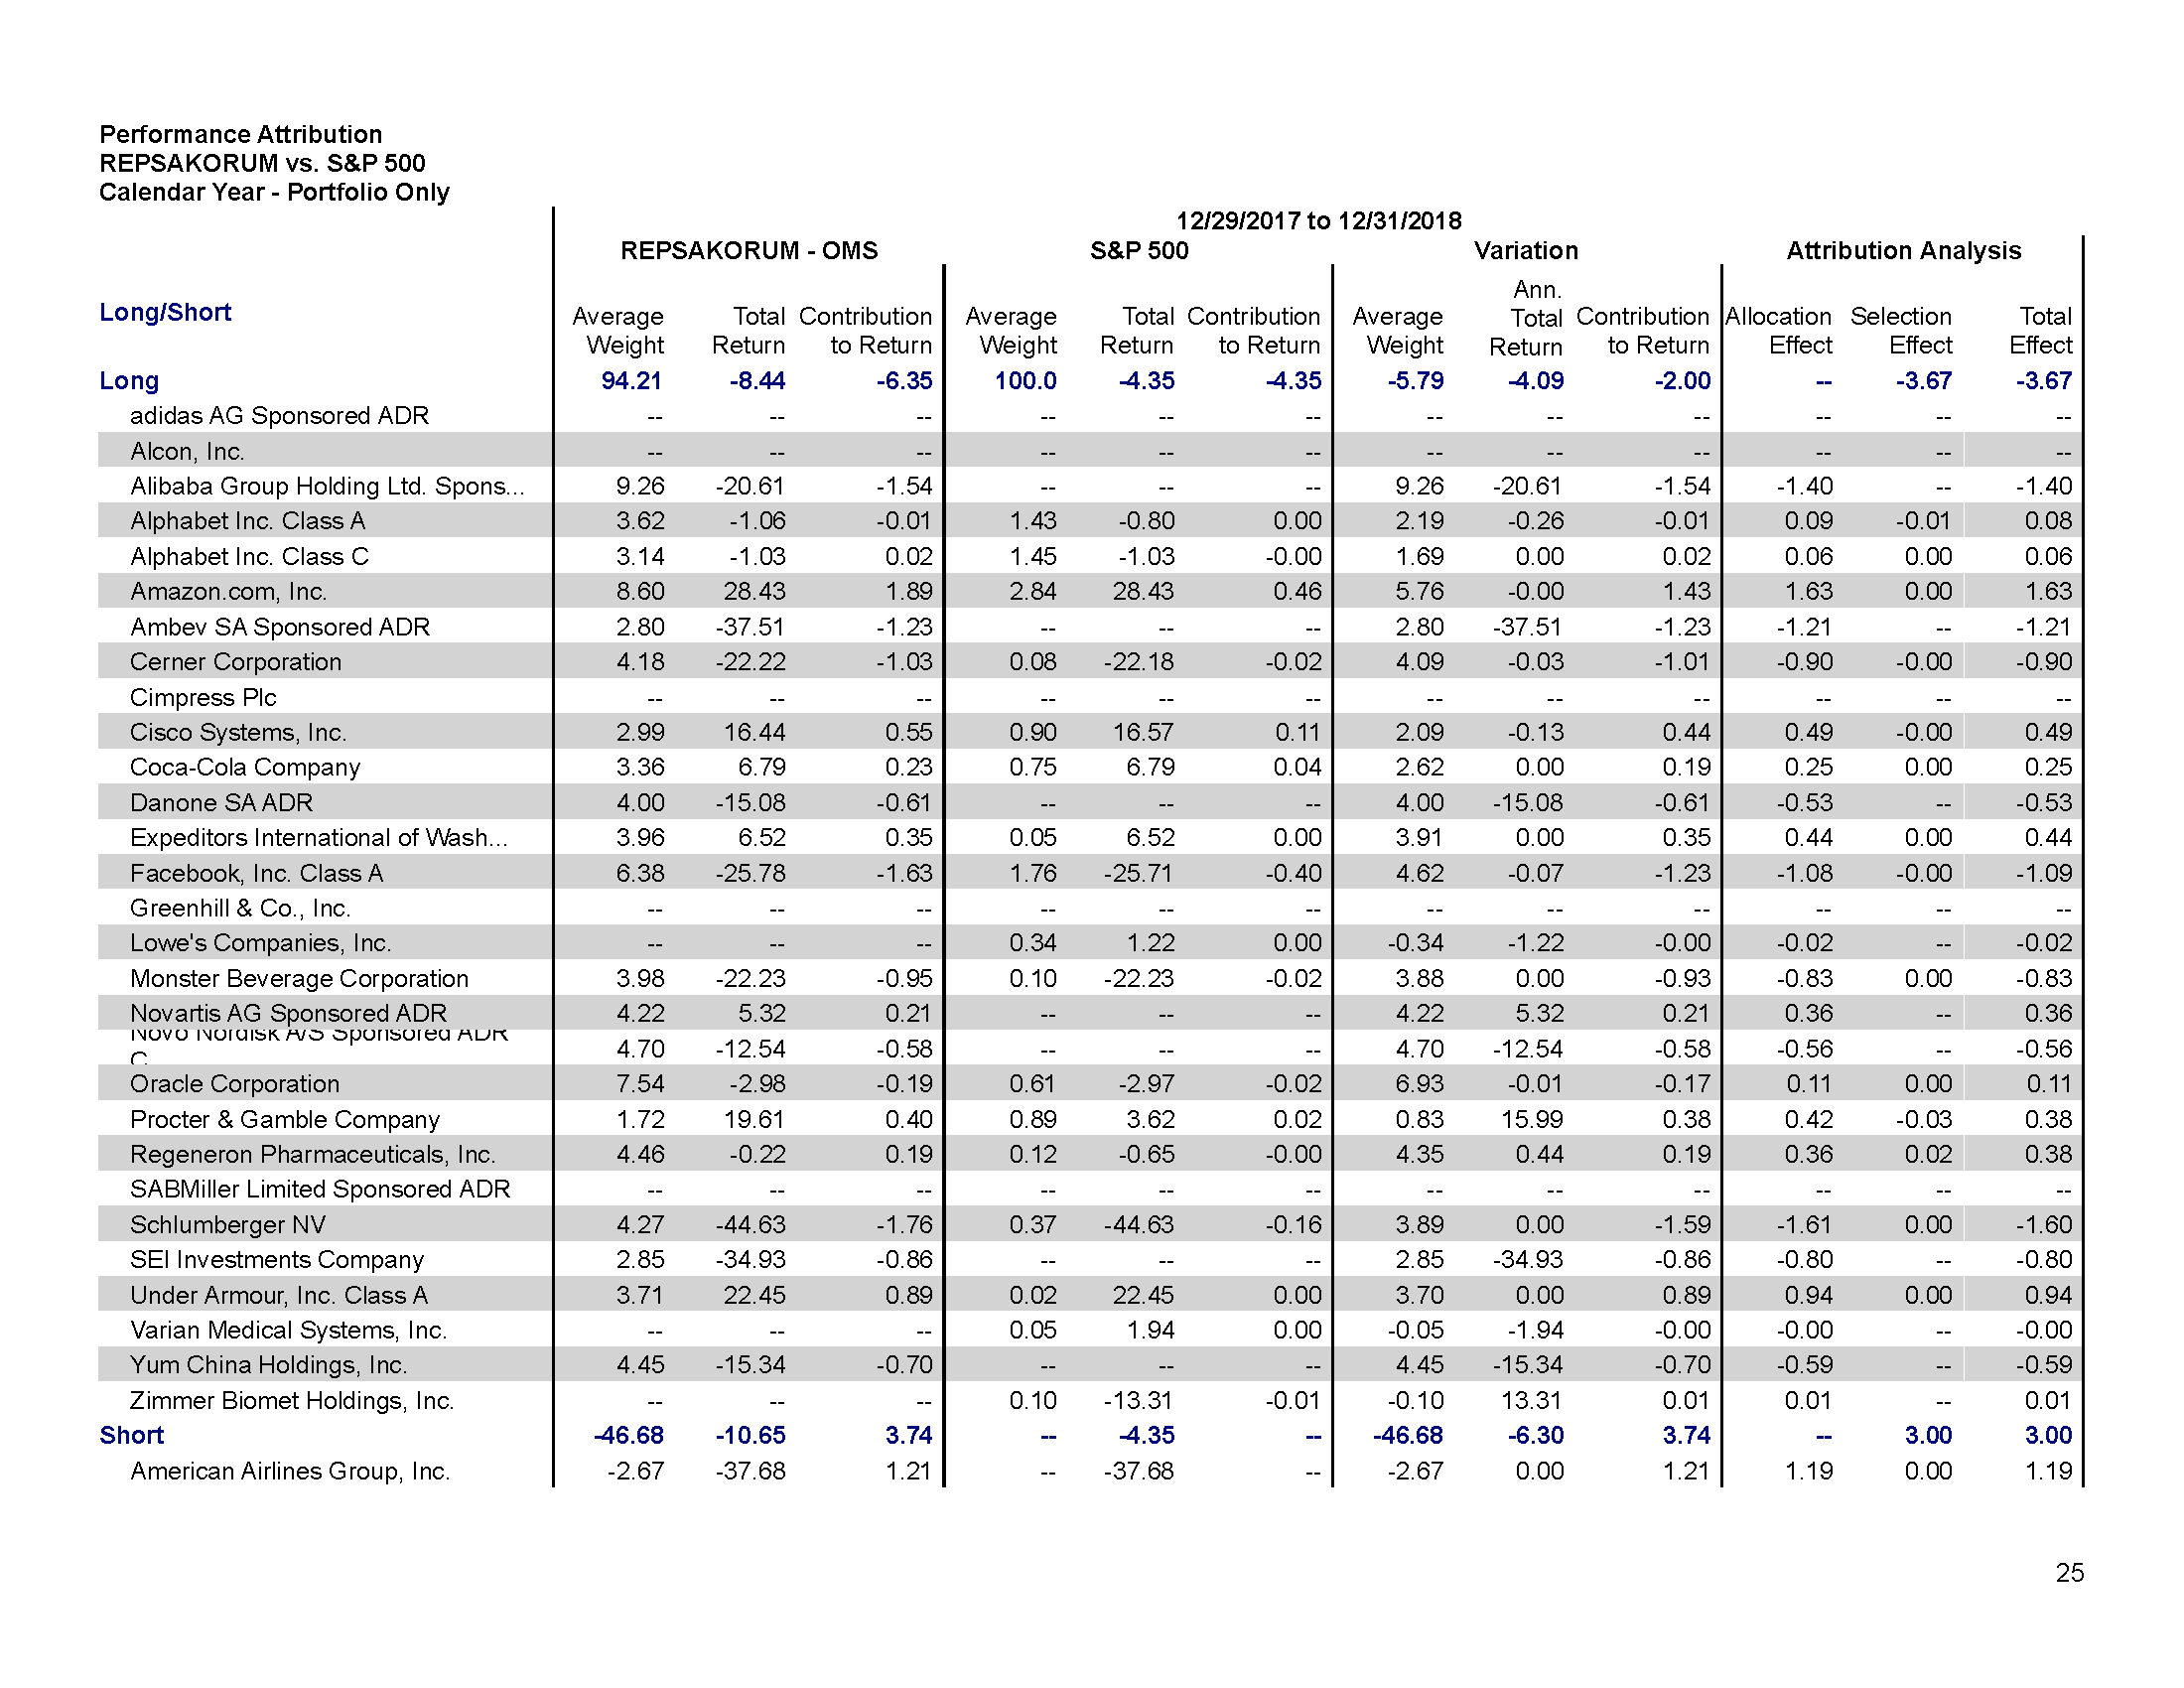 Performance Attribution
REPSAKORUM vs. S&P 500
Calendar Year - Portfolio Only
12/29/2017 to 12/31/2018
REPSAKORUM - OMS S&P 500 Variation Attribution Analysis
Long/Short Average Weight Total Return Contribution to Return Average Weight Total Return Contribution to Return Average Weight Ann. Total Return Contribution to Return Allocation Effect Selection Effect Total Effect
Long 94.21 -8.44 -6.35 100.0 -4.35 -4.35 -5.79 -4.09 -2.00 -- -3.67 -3.67
adidas AG Sponsored ADR -- -- -- -- -- -- -- -- -- -- -- --
Alcon, Inc. -- -- -- -- -- -- -- -- -- -- -- --
Alibaba Group Holding Ltd. Spons... 9.26 -20.61 -1.54 -- -- -- 9.26 -20.61 -1.54 -1.40 -- -1.40
Alphabet Inc. Class A 3.62 -1.06 -0.01 1.43 -0.80 0.00 2.19 -0.26 -0.01 0.09 -0.01 0.08
Alphabet Inc. Class C 3.14 -1.03 0.02 1.45 -1.03 -0.00 1.69 0.00 0.02 0.06 0.00 0.06
Amazon.com, Inc. 8.60 28.43 1.89 2.84 28.43 0.46 5.76 -0.00 1.43 1.63 0.00 1.63
Ambev SA Sponsored ADR 2.80 -37.51 -1.23 -- -- -- 2.80 -37.51 -1.23 -1.21 -- -1.21
Cerner Corporation 4.18 -22.22 -1.03 0.08 -22.18 -0.02 4.09 -0.03 -1.01 -0.90 -0.00 -0.90
Cimpress Plc -- -- -- -- -- -- -- -- -- -- -- --
Cisco Systems, Inc. 2.99 16.44 0.55 0.90 16.57 0.11 2.09 -0.13 0.44 0.49 -0.00 0.49
Coca-Cola Company 3.36 6.79 0.23 0.75 6.79 0.04 2.62 0.00 0.19 0.25 0.00 0.25
Danone SA ADR 4.00 -15.08 -0.61 -- -- -- 4.00 -15.08 -0.61 -0.53 -- -0.53
Expeditors International of Wash... 3.96 6.52 0.35 0.05 6.52 0.00 3.91 0.00 0.35 0.44 0.00 0.44
Facebook, Inc. Class A 6.38 -25.78 -1.63 1.76 -25.71 -0.40 4.62 -0.07 -1.23 -1.08 -0.00 -1.09
Greenhill & Co., Inc. -- -- -- -- -- -- -- -- -- -- -- --
Lowe's Companies, Inc. -- -- -- 0.34 1.22 0.00 -0.34 -1.22 -0.00 -0.02 -- -0.02
Monster Beverage Corporation 3.98 -22.23 -0.95 0.10 -22.23 -0.02 3.88 0.00 -0.93 -0.83 0.00 -0.83
Novartis AG Sponsored ADR 4.22 5.32 0.21 -- -- -- 4.22 5.32 0.21 0.36 -- 0.36
Novo Nordisk A/S Sponsored ADR
C 4.70 -12.54 -0.58 -- -- -- 4.70 -12.54 -0.58 -0.56 -- -0.56
Oracle Corporation 7.54 -2.98 -0.19 0.61 -2.97 -0.02 6.93 -0.01 -0.17 0.11 0.00 0.11
Procter & Gamble Company 1.72 19.61 0.40 0.89 3.62 0.02 0.83 15.99 0.38 0.42 -0.03 0.38
Regeneron Pharmaceuticals, Inc. 4.46 -0.22 0.19 0.12 -0.65 -0.00 4.35 0.44 0.19 0.36 0.02 0.38
SABMiller Limited Sponsored ADR -- -- -- -- -- -- -- -- -- -- -- --
Schlumberger NV 4.27 -44.63 -1.76 0.37 -44.63 -0.16 3.89 0.00 -1.59 -1.61 0.00 -1.60
SEI Investments Company 2.85 -34.93 -0.86 -- -- -- 2.85 -34.93 -0.86 -0.80 -- -0.80
Under Armour, Inc. Class A 3.71 22.45 0.89 0.02 22.45 0.00 3.70 0.00 0.89 0.94 0.00 0.94
Varian Medical Systems, Inc. -- -- -- 0.05 1.94 0.00 -0.05 -1.94 -0.00 -0.00 -- -0.00
Yum China Holdings, Inc. 4.45 -15.34 -0.70 -- -- -- 4.45 -15.34 -0.70 -0.59 -- -0.59
Zimmer Biomet Holdings, Inc. -- -- -- 0.10 -13.31 -0.01 -0.10 13.31 0.01 0.01 -- 0.01
Short -46.68 -10.65 3.74 -- -4.35 -- -46.68 -6.30 3.74 -- 3.00 3.00
American Airlines Group, Inc. -2.67 -37.68 1.21 -- -37.68 -- -2.67 0.00 1.21 1.19 0.00 1.19
25